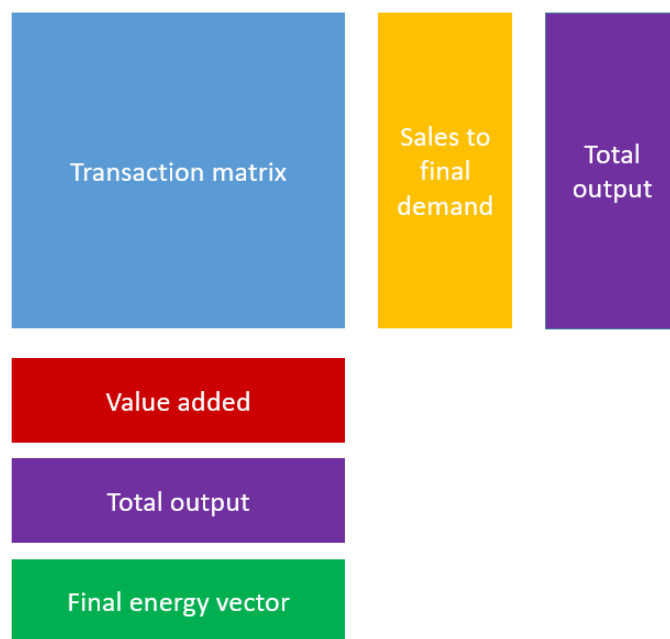 Transaction matrix
Sales to
final
demand
Total
output
Value added
Total output
Final energy vector